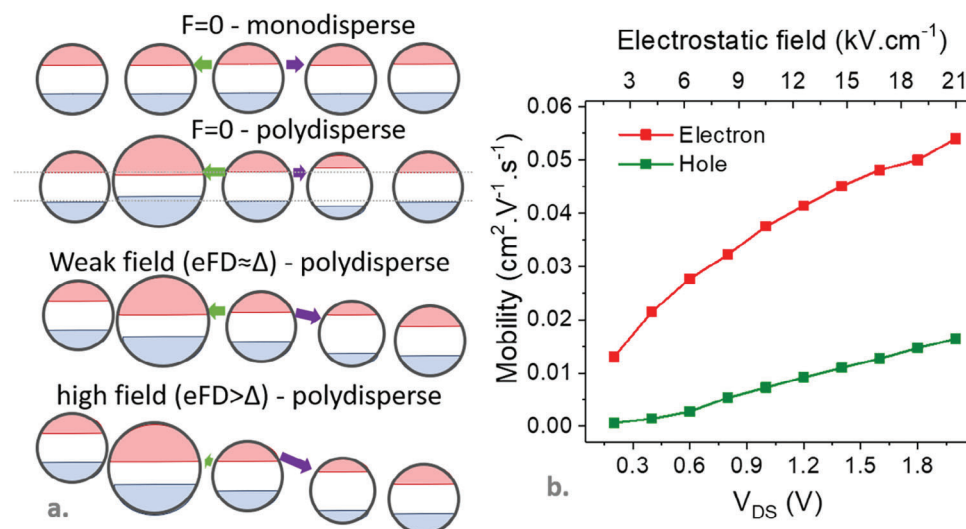 F=0 - monodisperse
F=0 - polydisperse
Weak field (eFD≈Δ) - polydisperse
high field (eFD>Δ) - polydisperse
a.
Electrostatic field (kV.cm⁻¹)
3 6 9 12 15 18 21
0.06
0.05
0.04
0.03
0.02
0.01
0.00
Mobility (cm².V⁻¹.s⁻¹)
Electron
Hole
0.3 0.6 0.9 1.2 1.5 1.8
V_DS (V)
b.